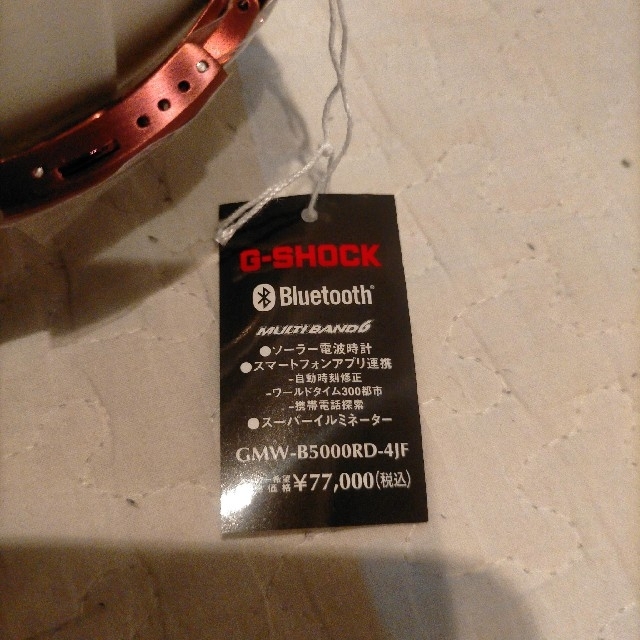 G-SHOCK
Bluetooth®
MULTI BAND 6
●ソーラー電波時計
●スマートフォンアプリ連携
-自動時刻修正
-ワールドタイム300都市
-携帯電話探索
●スーパーイルミネーター
GMW-B5000RD-4JF
希望
価格 ¥77,000(税込)